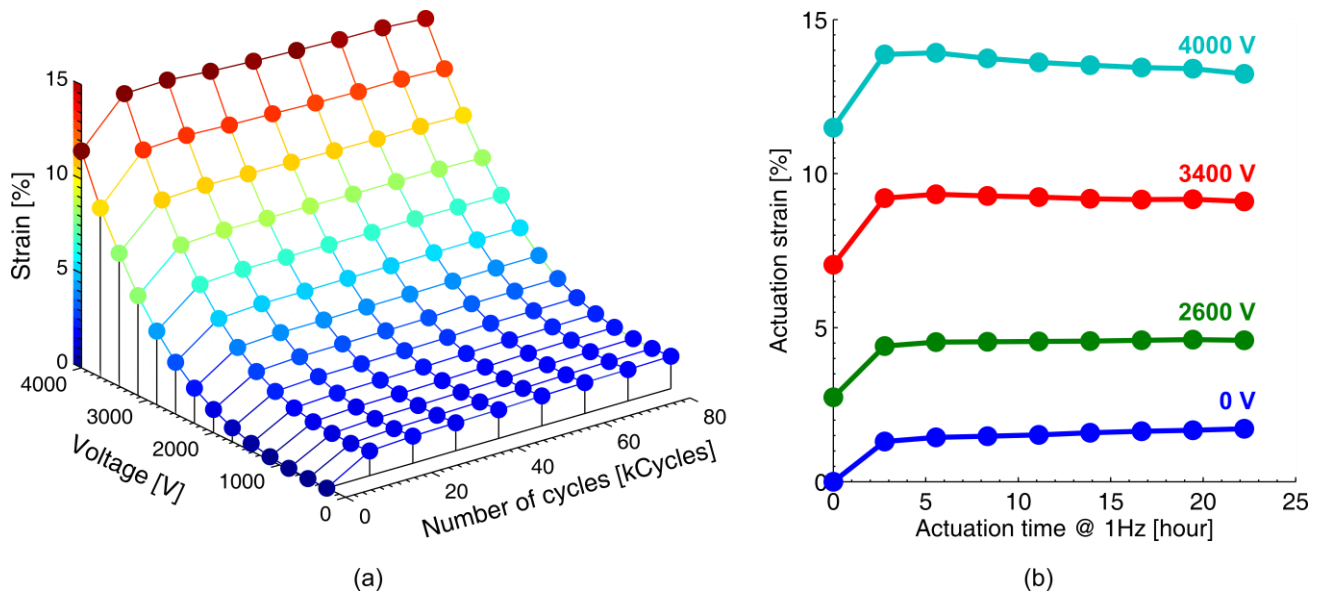 15
10
5
0
Strain [%]
4000
3000
2000
1000
0
Voltage [V]
0
20
40
60
80
Number of cycles [kCycles]
(a)
15
10
5
0
Actuation strain [%]
4000 V
3400 V
2600 V
0 V
0 5 10 15 20 25
Actuation time @ 1Hz [hour]
(b)